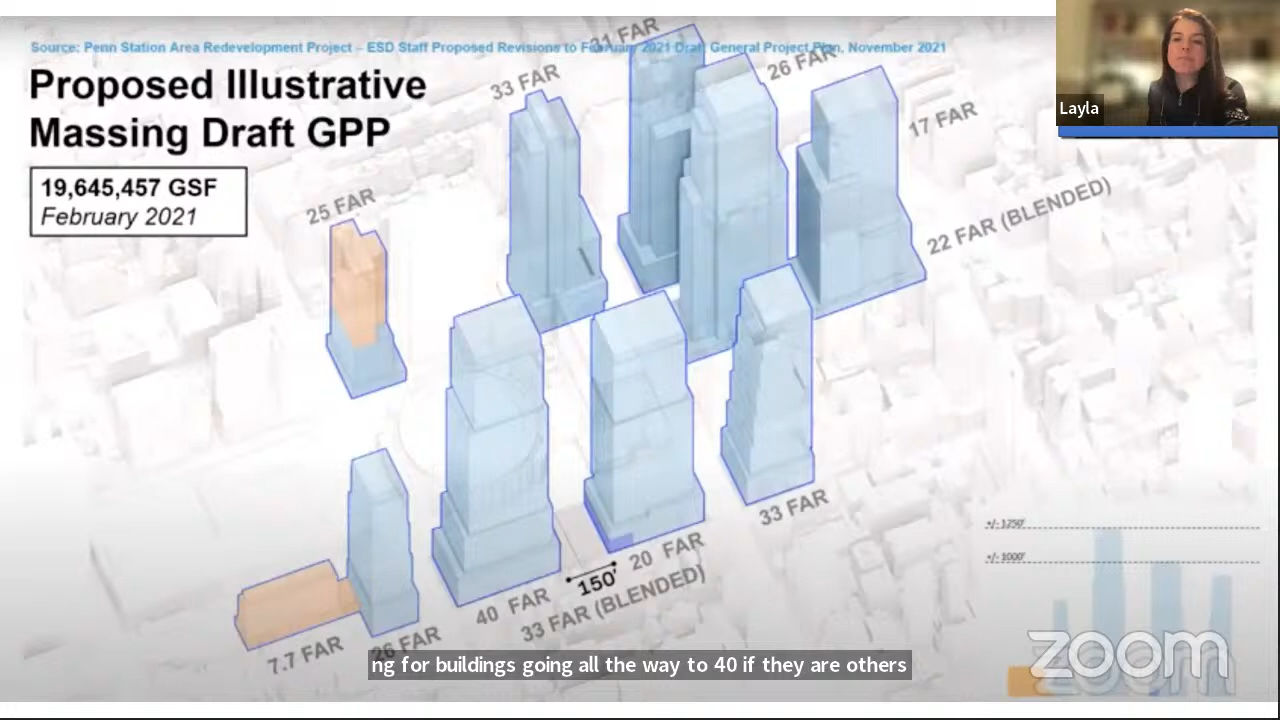 Source: Penn Station Area Redevelopment Project – ESD Staff Proposed Revisions to February 2021 Draft General Project Plan, November 2021
Proposed Illustrative
Massing Draft GPP
19,645,457 GSF
February 2021
Layla
21 FAR
33 FAR
26 FAR
17 FAR
25 FAR
22 FAR (BLENDED)
33 FAR
20 FAR
150'
40 FAR
33 FAR (BLENDED)
26 FAR
7.7 FAR
+/- 1250'
+/- 1000'
ng for buildings going all the way to 40 if they are others
zoom